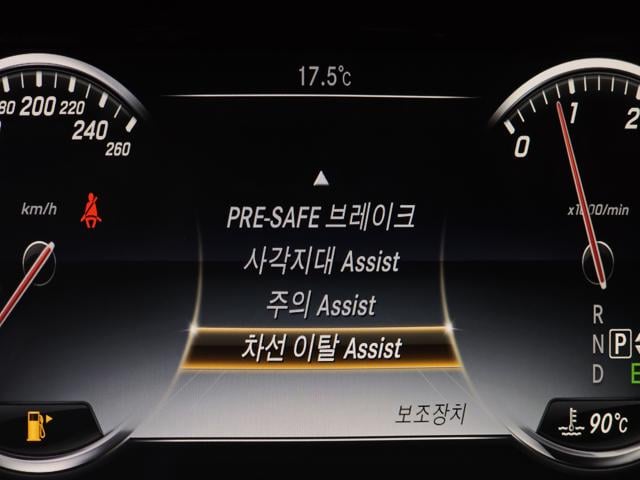 17.5°C
80 200 220
240
260
km/h
▲
PRE-SAFE 브레이크
사각지대 Assist
주의 Assist
차선 이탈 Assist
보조장치
0 1 2
x1000/min
R
N P
D E
90°C